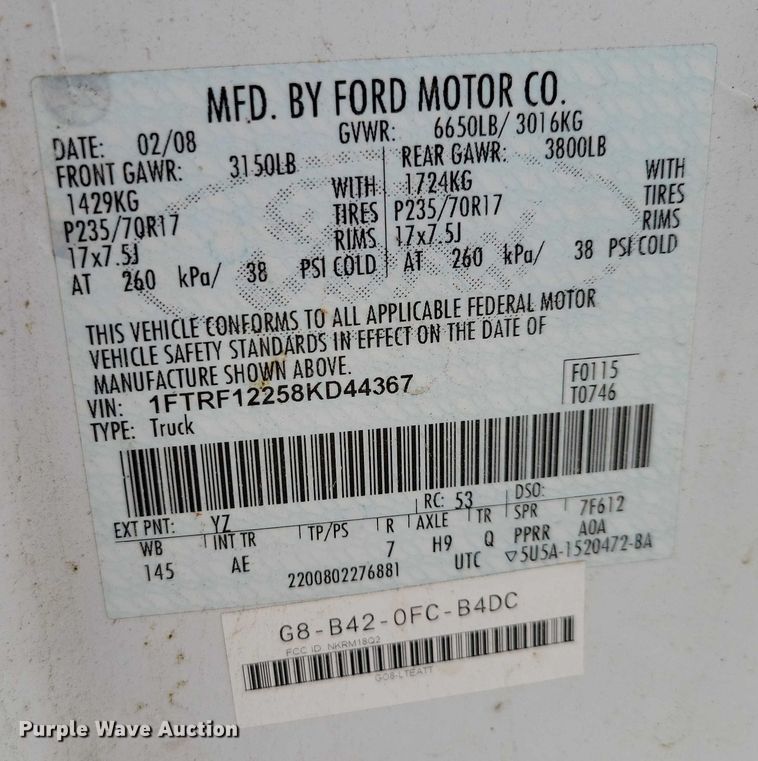 MFD. BY FORD MOTOR CO.
DATE: 02/08 GVWR: 6650LB/ 3016KG
FRONT GAWR: 3150LB REAR GAWR: 3800LB
1429KG WITH 1724KG WITH
P235/70R17 TIRES P235/70R17 TIRES
17x7.5J RIMS 17x7.5J RIMS
AT 260 kPa/ 38 PSI COLD AT 260 kPa/ 38 PSI COLD
THIS VEHICLE CONFORMS TO ALL APPLICABLE FEDERAL MOTOR
VEHICLE SAFETY STANDARDS IN EFFECT ON THE DATE OF
MANUFACTURE SHOWN ABOVE.
VIN: 1FTRF12258KD44367 F0115
TYPE: Truck T0746
EXT PNT: YZ RC: 53 DSO:
WB INT TR TP/PS R AXLE TR SPR 7F612
145 AE 7 H9 Q PPRR A0A
2200802276881 UTC ▽5U5A-1520472-BA
G8-B42-0FC-B4DC
FCC ID NKRM18Q2
GO8-LTEATT
Purple Wave Auction